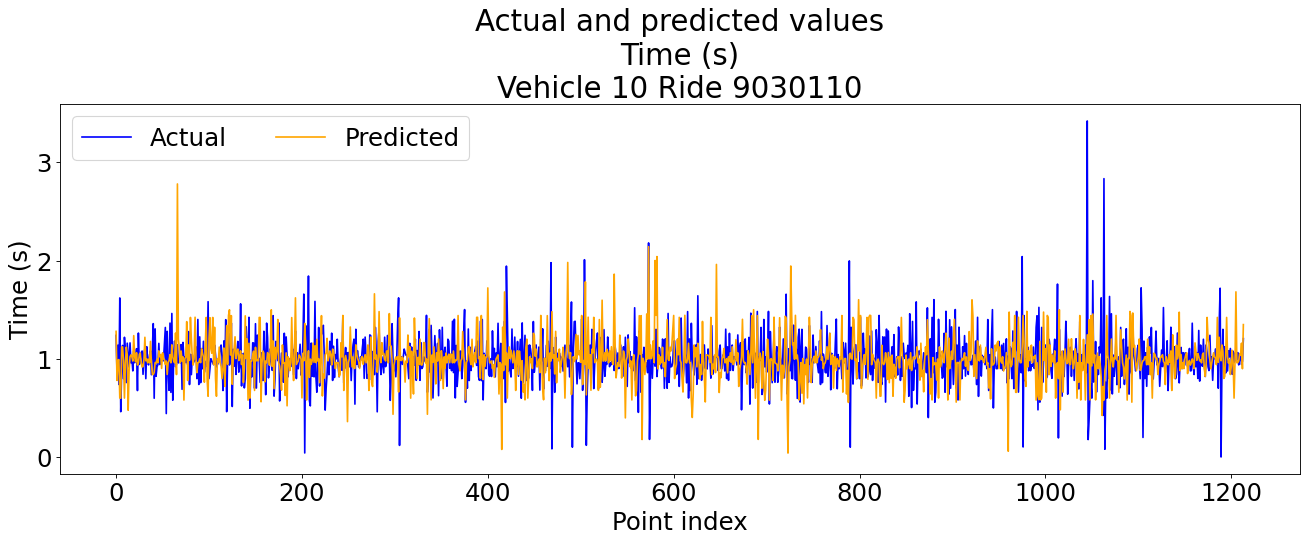 Actual and predicted values
Time (s)
Vehicle 10 Ride 9030110
Actual
Predicted
Time (s)
3
2
1
0
0
200
400
600
800
1000
1200
Point index